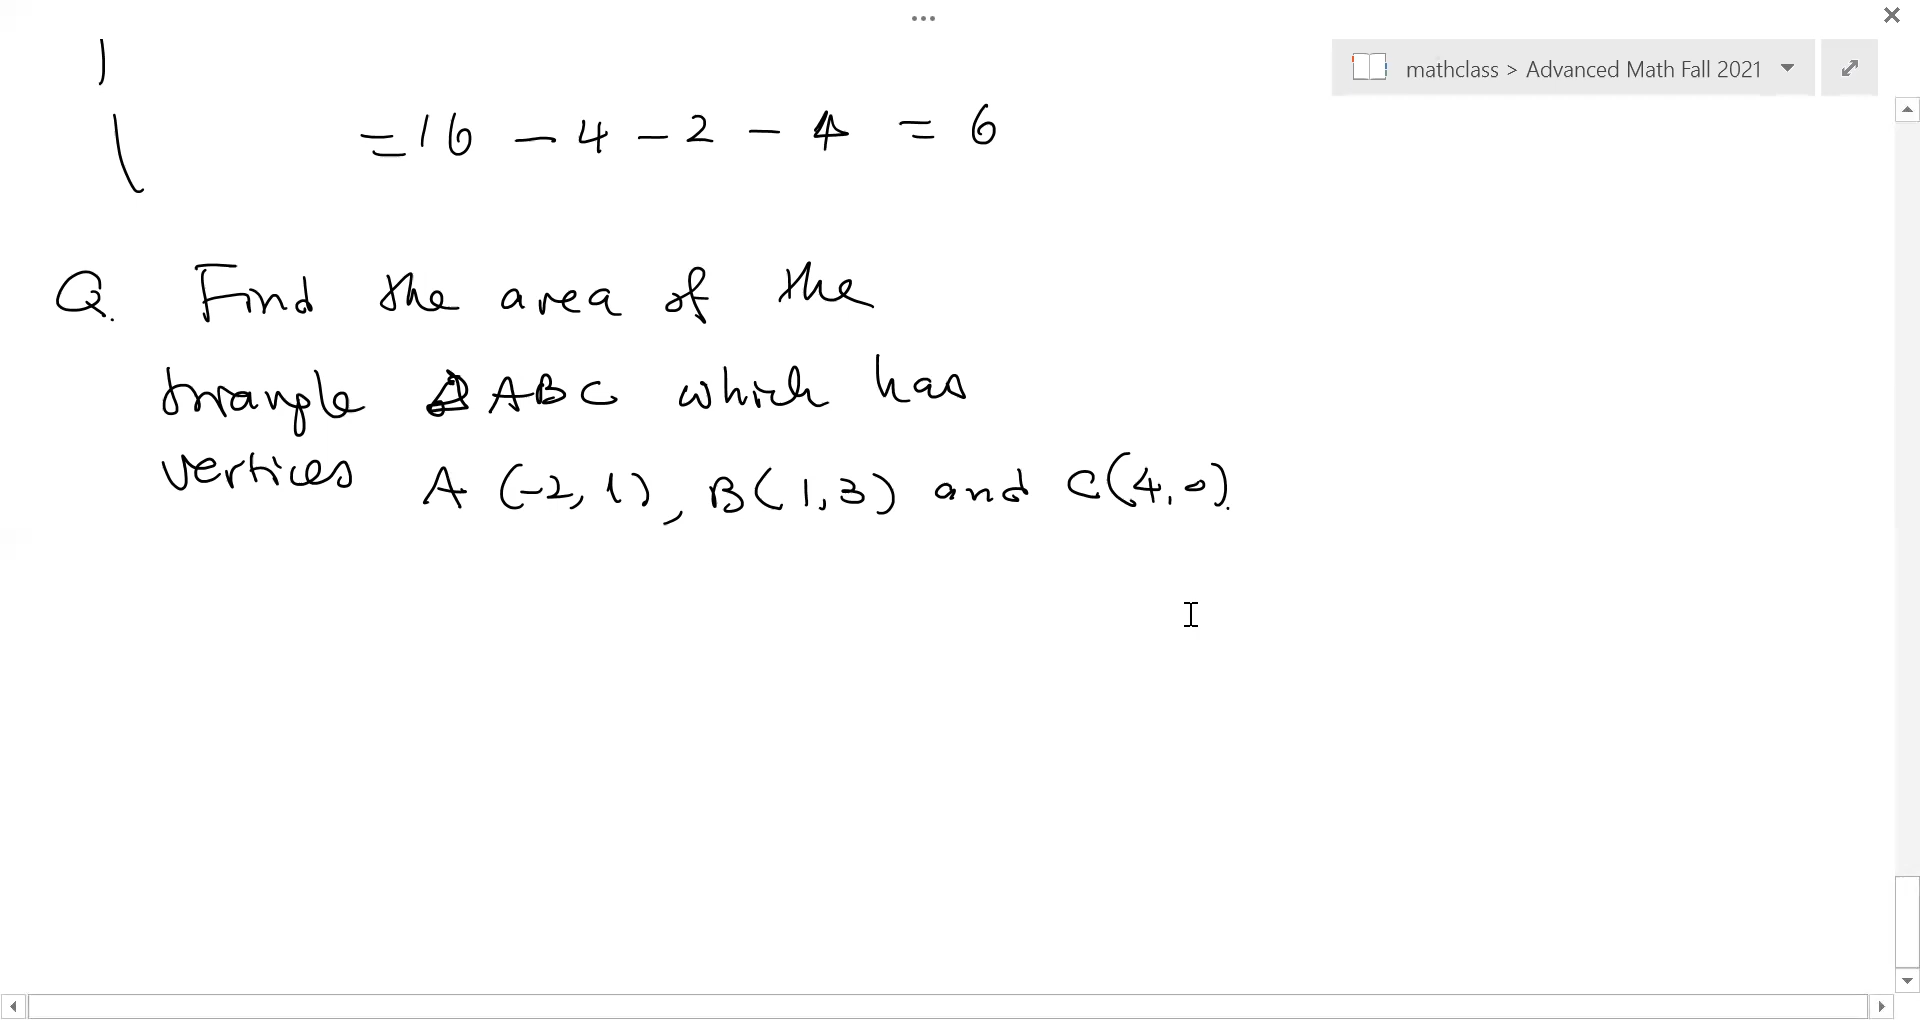 ...
mathclass > Advanced Math Fall 2021
= 16 - 4 - 2 - 4 = 6
Q. Find the area of the
triangle △ ABC which has
vertices A (-2, 1), B(1, 3) and C(4, 0).